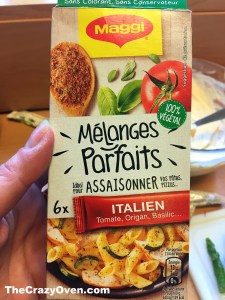 Sans Colorant, Sans Conservateur
Maggi
100%
VÉGÉTAL
Mélanges
Parfaits
Idéal pour ASSAISONNER vos pâtes,
6x
ITALIEN
Tomate, Origan, Basilic...
TheCrazyOven.com